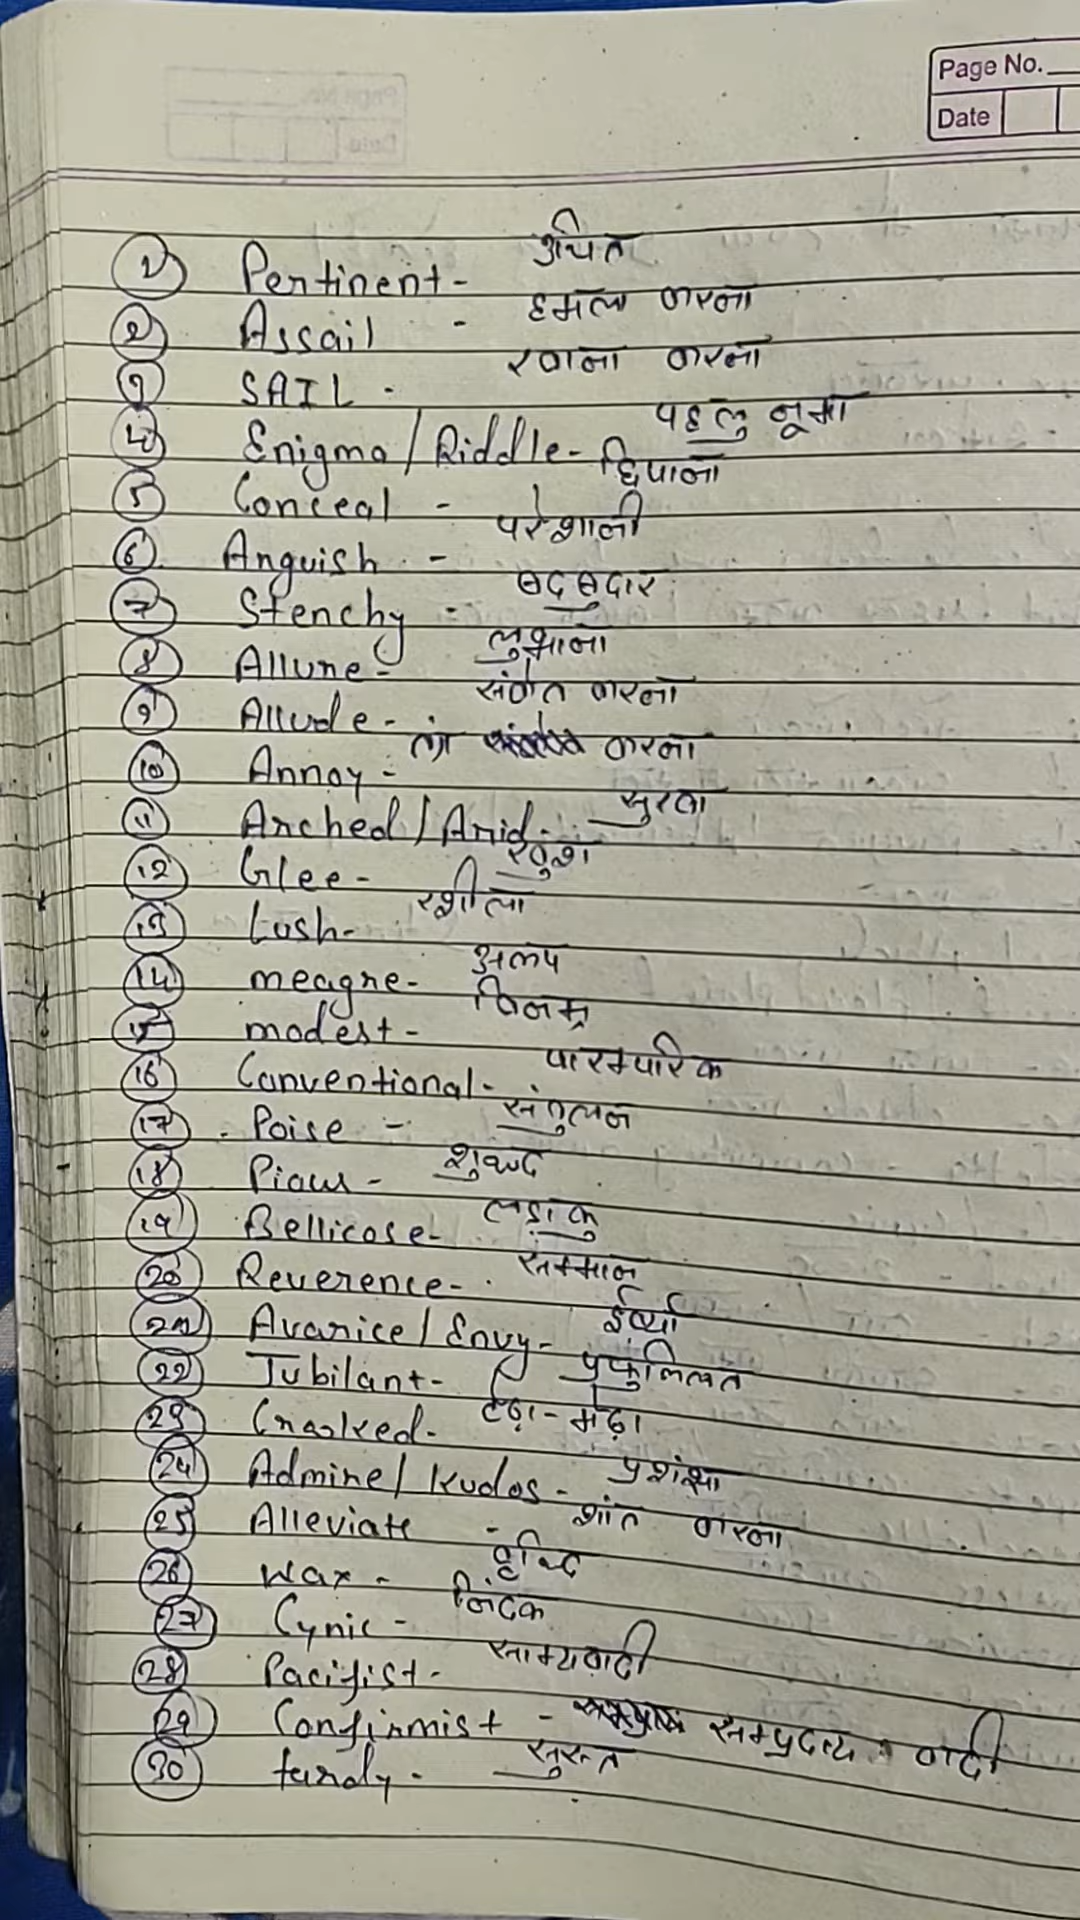 Page No.
Date
1 Pertinent - उचित
2 Assail - हमला करना
3 SAIL - रवाना करना
4 Enigma / Riddle - पहलु बूझा
5 Conceal - छिपाना
6 Anguish - परेशानी
7 Stenchy - बदबुदार
8 Allure - लुभाना
9 Allude - संकेत करना
10 Annoy - तंग करना
11 Arched / Arid - सुखा
12 Glee - खुश
13 Lush - रशीला
14 meagre - अल्प
15 modest - विनम्र
16 Conventional - पारम्परिक
17 Poise - संतुलन
18 Pious -
19 Bellicose - लड़ाकु
20 Reverence - सम्मान
21 Avarice / Envy - ईर्ष्या
22 Jubilant - प्रफुल्लित
23 Crooked - टेढ़ा-मेढ़ा
24 Admire / Kudos - प्रशंशा
25 Alleviate - शांत करना
26 Wax - वृध्दि
27 Cynic - निंदक
28 Pacifist - साम्यवादी
29 Confirmist - सम्प्रदाय वादी
30 tardy - सुस्त